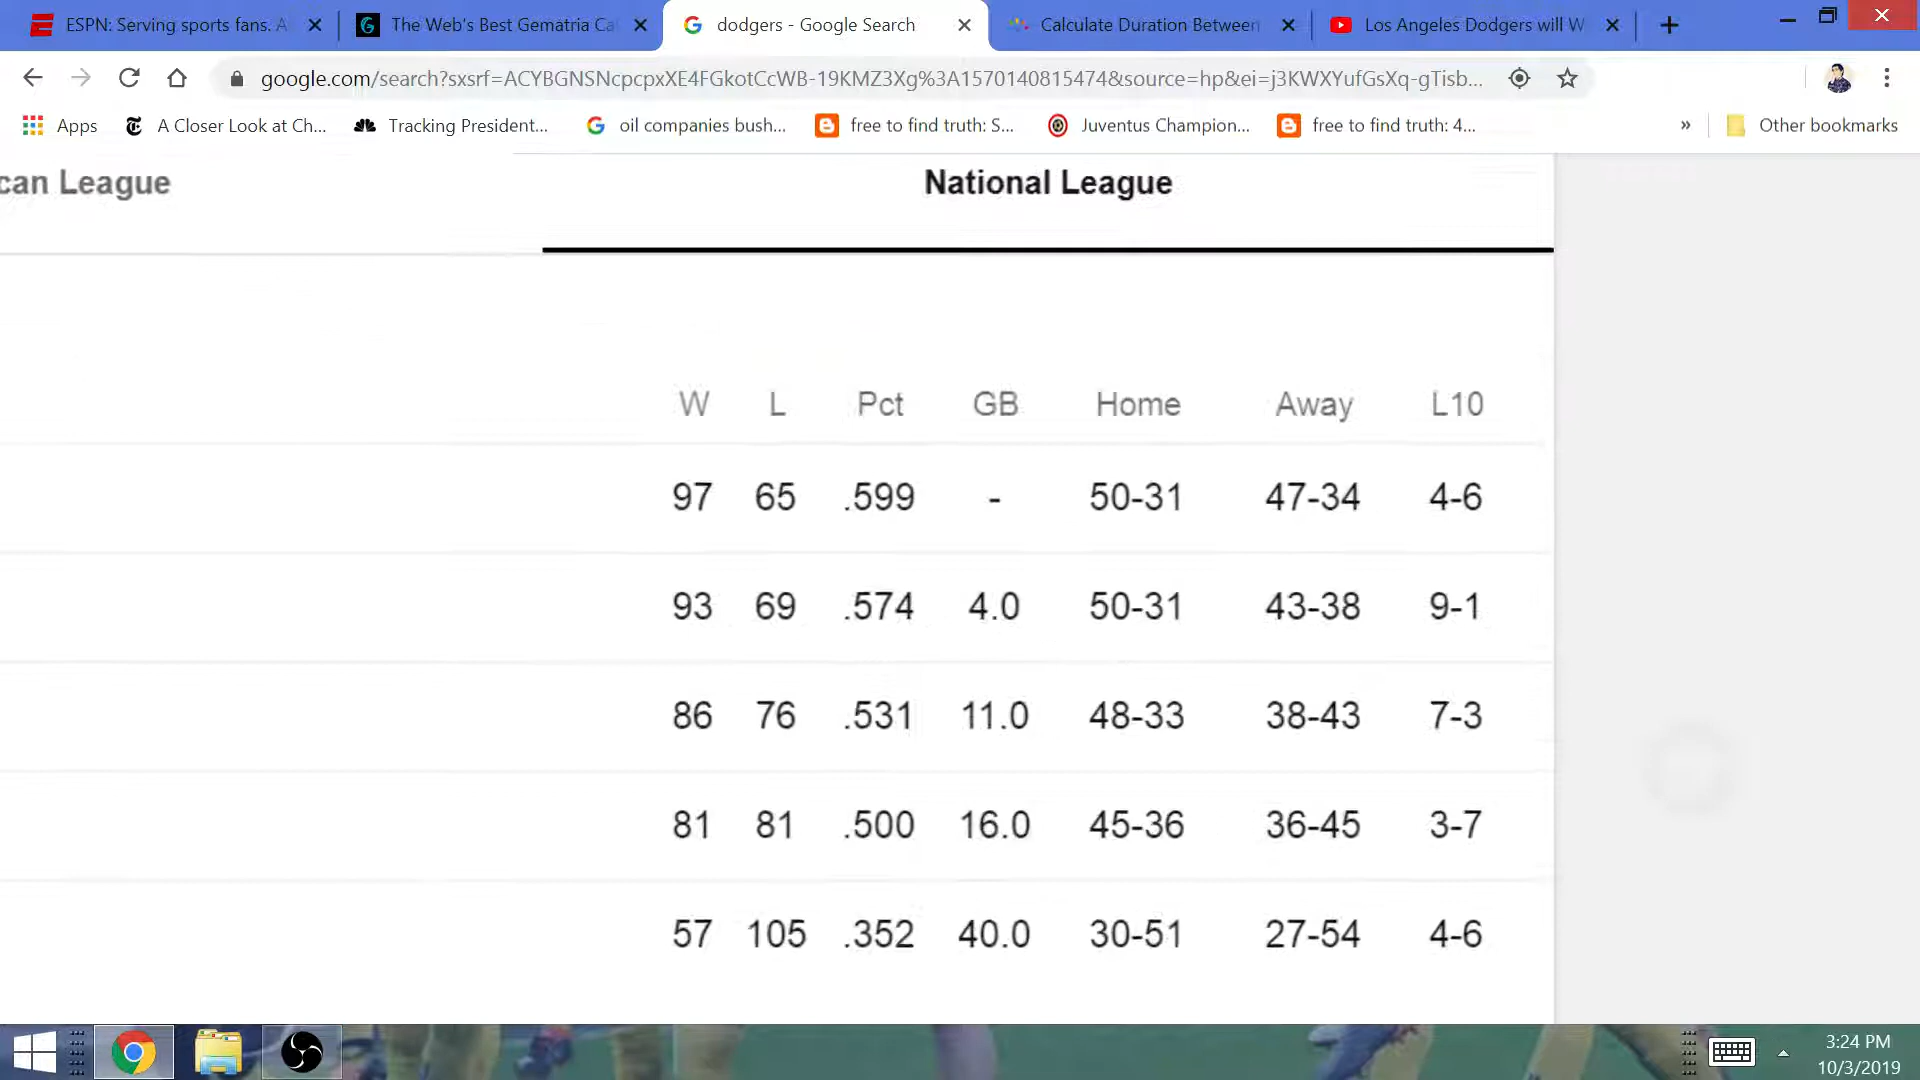 ESPN: Serving sports fans. A
The Web's Best Gematria Ca
dodgers - Google Search
Calculate Duration Between
Los Angeles Dodgers will W
google.com/search?sxsrf=ACYBGNSNcpcpxXE4FGkotCcWB-19KMZ3Xg%3A1570140815474&source=hp&ei=j3KWXYufGsXq-gTisb...
Apps
A Closer Look at Ch...
Tracking President...
oil companies bush...
free to find truth: S...
Juventus Champion...
free to find truth: 4...
»
Other bookmarks
can League
National League
W L Pct GB Home Away L10
97 65 .599 - 50-31 47-34 4-6
93 69 .574 4.0 50-31 43-38 9-1
86 76 .531 11.0 48-33 38-43 7-3
81 81 .500 16.0 45-36 36-45 3-7
57 105 .352 40.0 30-51 27-54 4-6
3:24 PM
10/3/2019